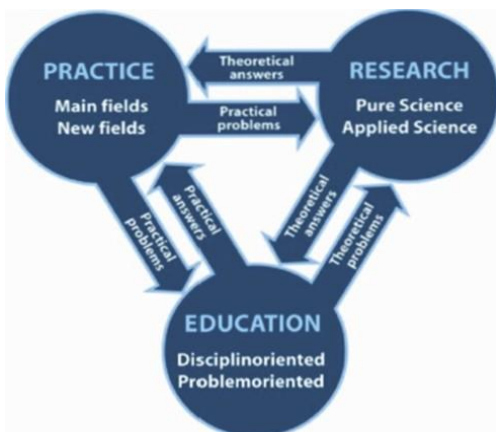 PRACTICE
Main fields
New fields
Theoretical
answers
Practical
problems
RESEARCH
Pure Science
Applied Science
Practical
problems
Practical
answers
Theoretical
answers
Theoretical
problems
EDUCATION
Disciplinoriented
Problemoriented